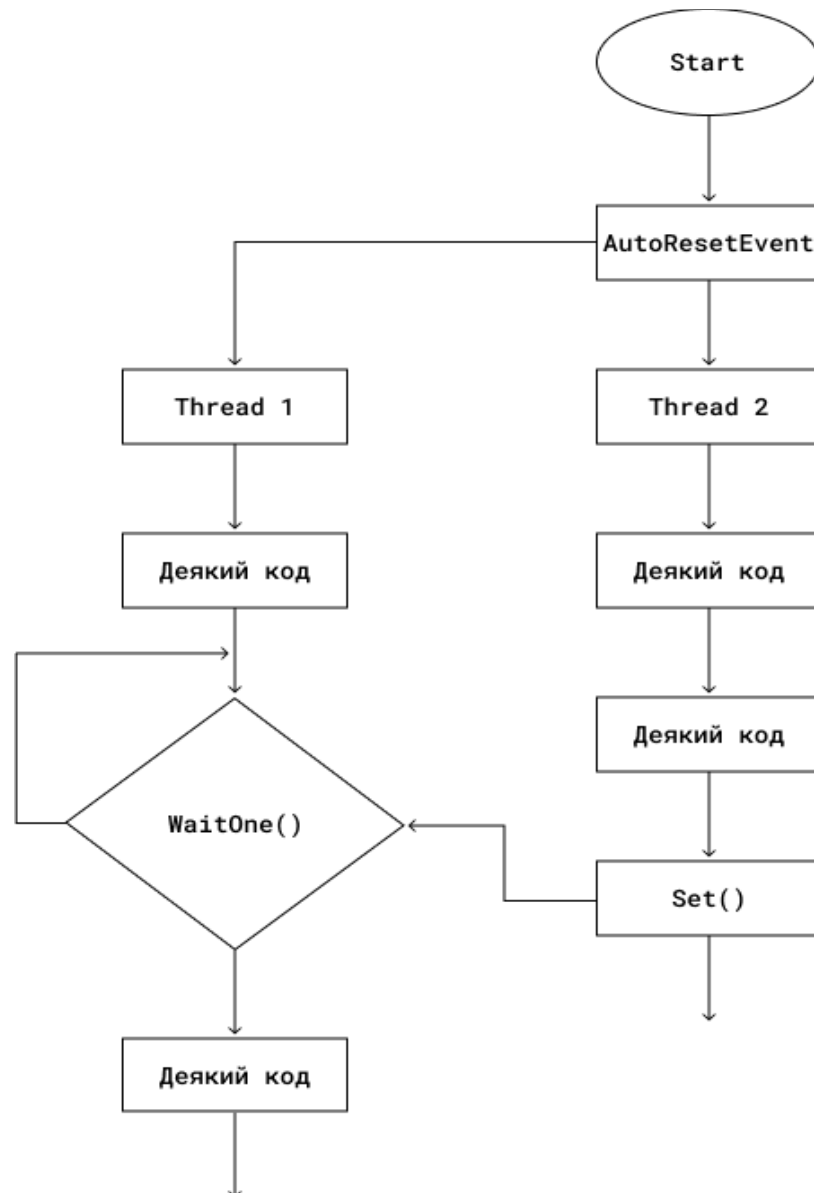 Start
AutoResetEvent
Thread 1
Thread 2
Деякий код
Деякий код
Деякий код
WaitOne()
Set()
Деякий код